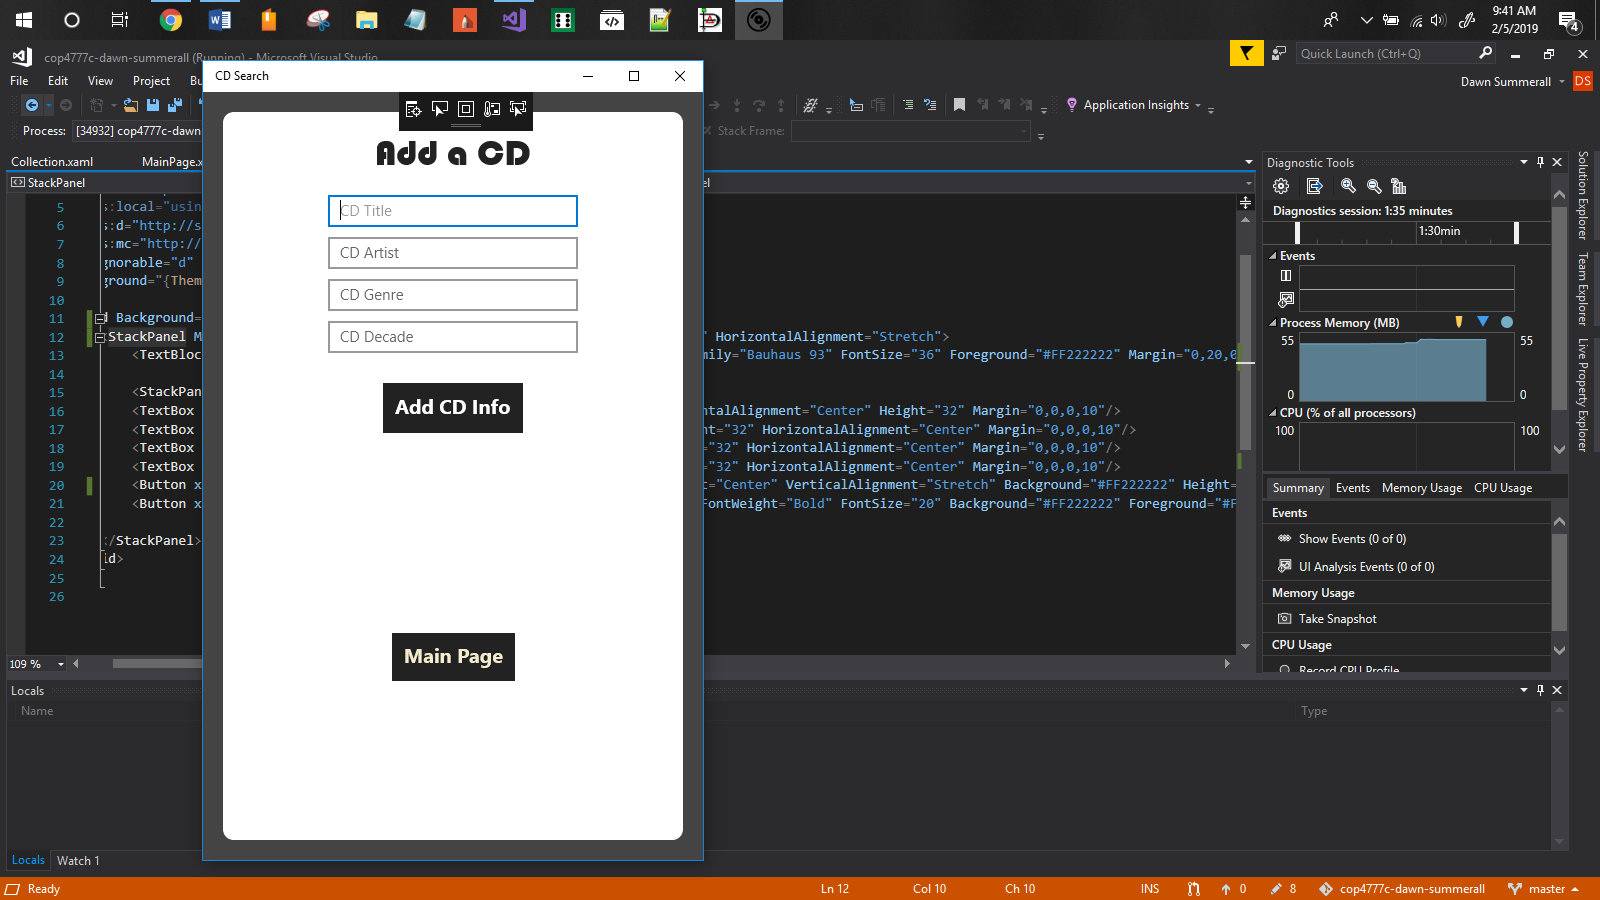 9:41 AM
2/5/2019
4
cop4777c-dawn-summerall (Running) - Microsoft Visual Studio
Quick Launch (Ctrl+Q)
File Edit View Project Bu
Dawn Summerall DS
Application Insights
Process: [34932] cop4777c-dawn
Stack Frame:
Collection.xaml MainPage.x
StackPanel
CD Search
Add a CD
CD Title
CD Artist
CD Genre
CD Decade
Add CD Info
Main Page
5 s:local="usin
6 s:d="http://s
7 s:mc="http://
8 gnorable="d"
9 ground="{Them
10
11 d Background=
12 StackPanel M " HorizontalAlignment="Stretch">
13 <TextBloc mily="Bauhaus 93" FontSize="36" Foreground="#FF222222" Margin="0,20,0
14
15 <StackPan
16 <TextBox ntalAlignment="Center" Height="32" Margin="0,0,0,10"/>
17 <TextBox ht="32" HorizontalAlignment="Center" Margin="0,0,0,10"/>
18 <TextBox ="32" HorizontalAlignment="Center" Margin="0,0,0,10"/>
19 <TextBox ="32" HorizontalAlignment="Center" Margin="0,0,0,10"/>
20 <Button x t="Center" VerticalAlignment="Stretch" Background="#FF222222" Height=
21 <Button x FontWeight="Bold" FontSize="20" Background="#FF222222" Foreground="#F
22
23 </StackPanel>
24 id>
25
26
109 %
Diagnostic Tools
Diagnostics session: 1:35 minutes
1:30min
Events
Process Memory (MB)
55 55
0 0
CPU (% of all processors)
100 100
Summary Events Memory Usage CPU Usage
Events
Show Events (0 of 0)
UI Analysis Events (0 of 0)
Memory Usage
Take Snapshot
CPU Usage
Record CPU Profile
Solution Explorer
Team Explorer
Live Property Explorer
Locals
Name Type
Locals Watch 1
Ready Ln 12 Col 10 Ch 10 INS 0 8 cop4777c-dawn-summerall master